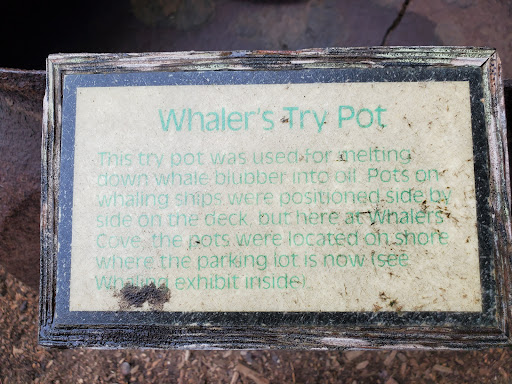 Whaler's Try Pot
This try pot was used for melting
down whale blubber into oil. Pots on
whaling ships were positioned side by
side on the deck, but here at Whalers
Cove, the pots were located on shore
where the parking lot is now (see
Whaling exhibit inside).